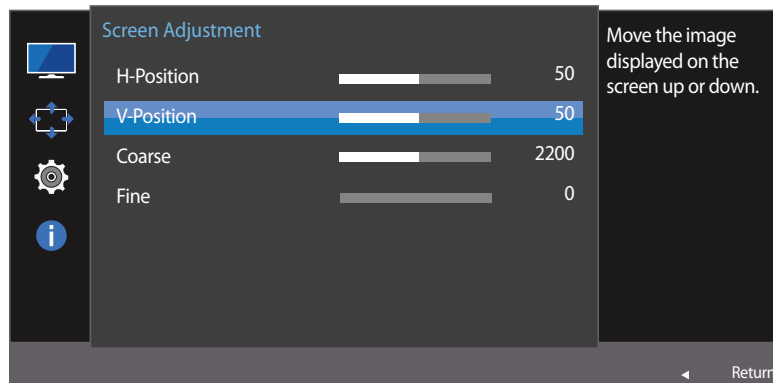 Screen Adjustment
H-Position 50
V-Position 50
Coarse 2200
Fine 0
Move the image
displayed on the
screen up or down.
Return